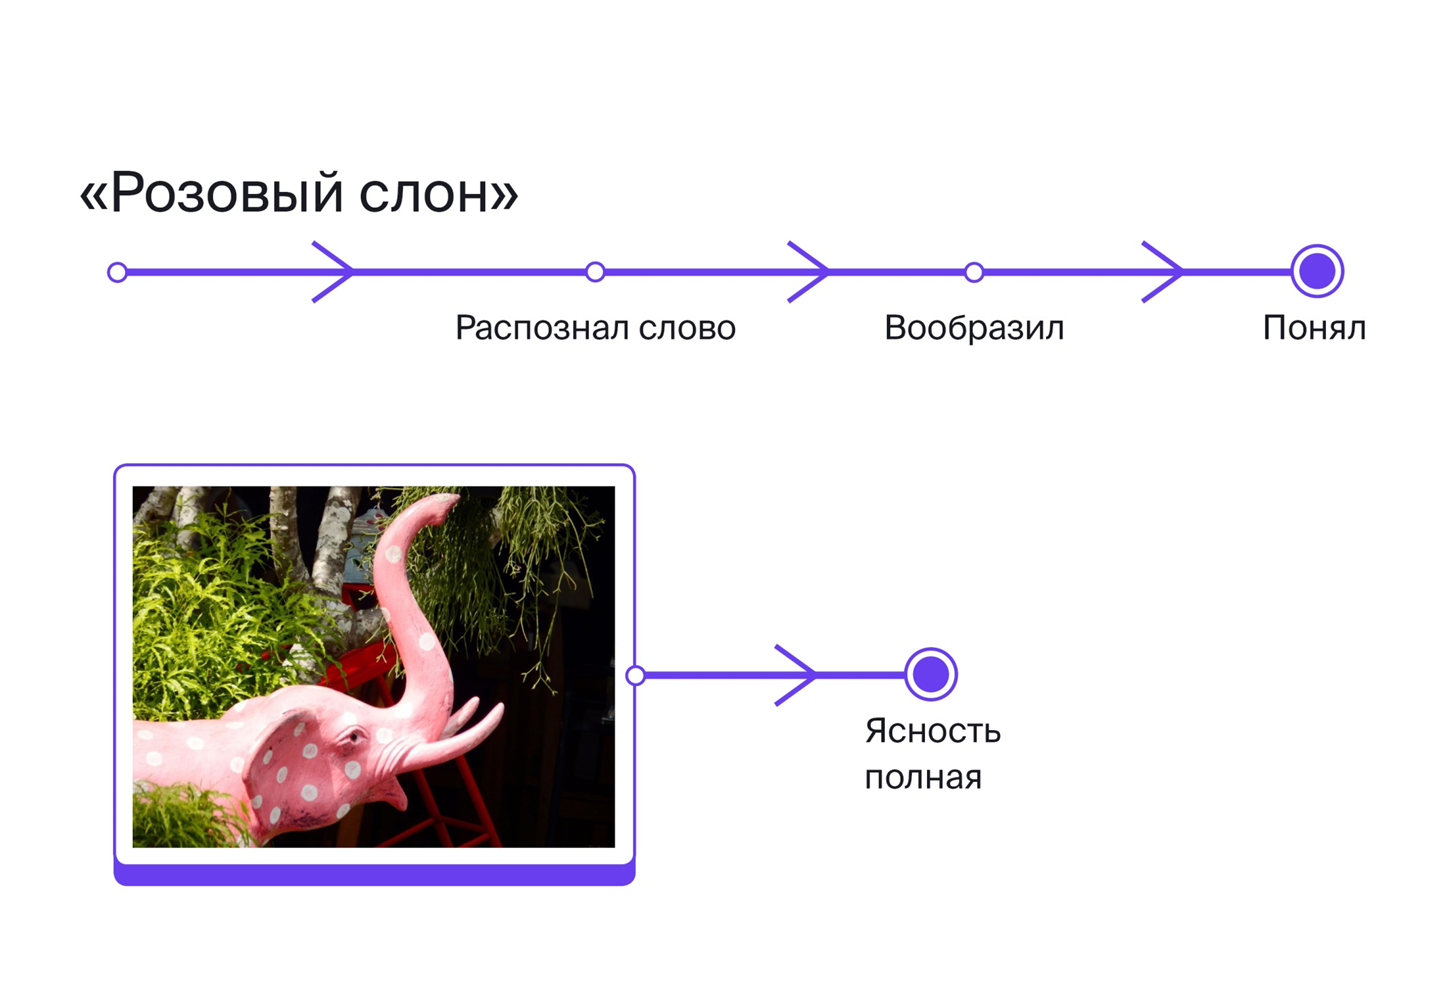 «Розовый слон»
Распознал слово
Вообразил
Понял
Ясность
полная